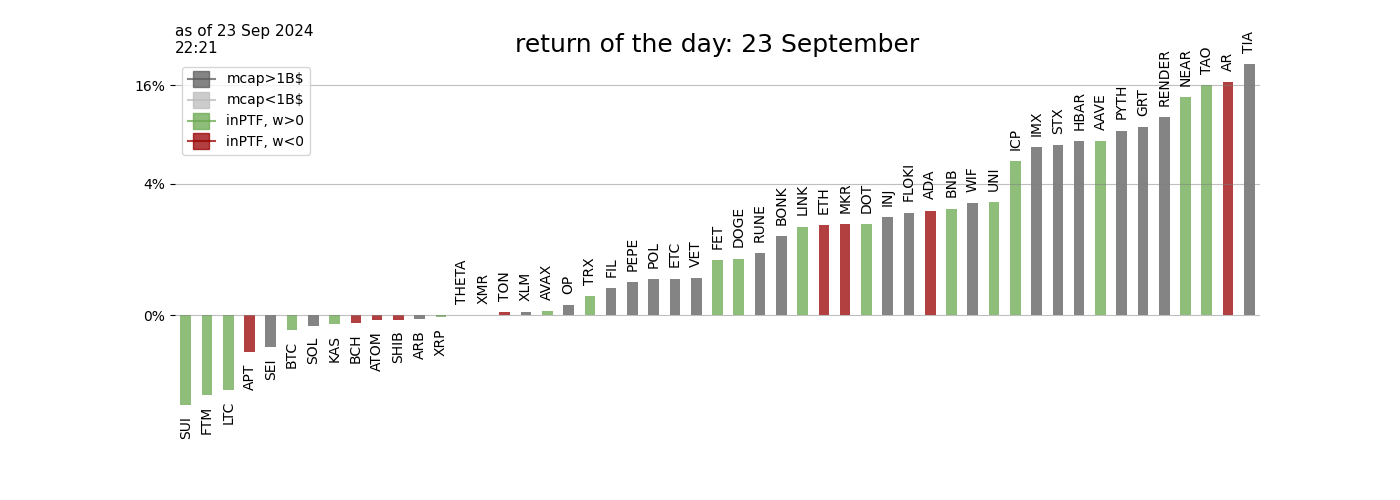 as of 23 Sep 2024
22:21
return of the day: 23 September
mcap>1B$
mcap<1B$
inPTF, w>0
inPTF, w<0
16%
4%
0%
SUI
FTM
LTC
APT
SEI
BTC
SOL
KAS
BCH
ATOM
SHIB
ARB
XRP
THETA
XMR
TON
XLM
AVAX
OP
TRX
FIL
PEPE
POL
ETC
VET
FET
DOGE
RUNE
BONK
LINK
ETH
MKR
DOT
INJ
FLOKI
ADA
BNB
WIF
UNI
ICP
IMX
STX
HBAR
AAVE
PYTH
GRT
RENDER
NEAR
TAO
AR
TIA